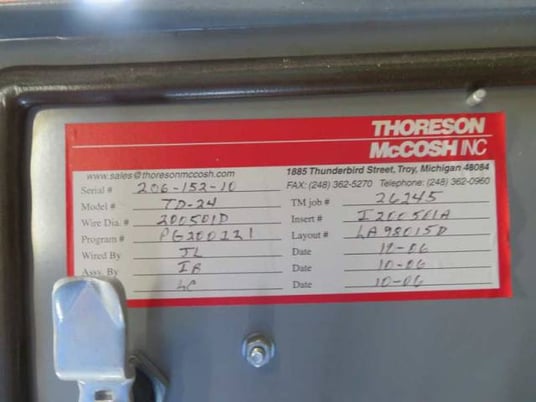 THORESON
McCOSH INC
www.sales@thoresonmccosh.com 1885 Thunderbird Street, Troy, Michigan 48084
FAX: (248) 362-5270 Telephone: (248) 362-0960
Serial # 206-152-10 TM job # 26245
Model # TD-24 Insert # I200501A
Wire Dia. # 200501D Layout # LA98015D
Program # PG200121 Date 10-06
Wired By JL Date 10-06
Assy. By IB Date 10-06
LC